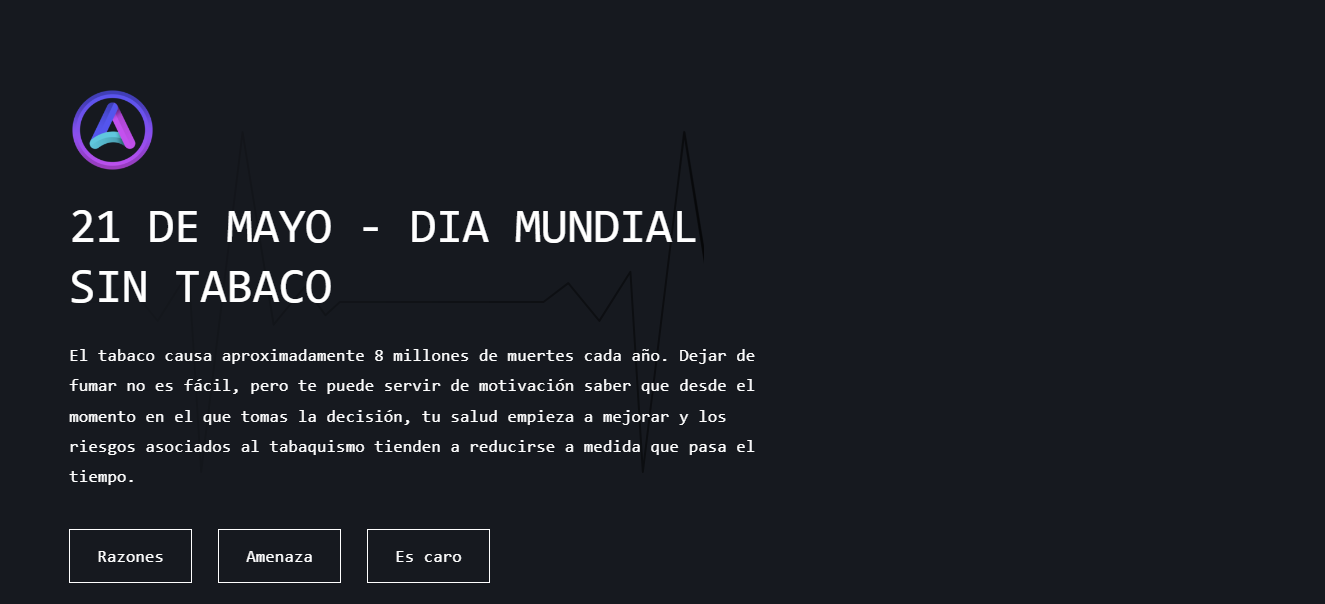 21 DE MAYO - DIA MUNDIAL
SIN TABACO
El tabaco causa aproximadamente 8 millones de muertes cada año. Dejar de
fumar no es fácil, pero te puede servir de motivación saber que desde el
momento en el que tomas la decisión, tu salud empieza a mejorar y los
riesgos asociados al tabaquismo tienden a reducirse a medida que pasa el
tiempo.
Razones
Amenaza
Es caro